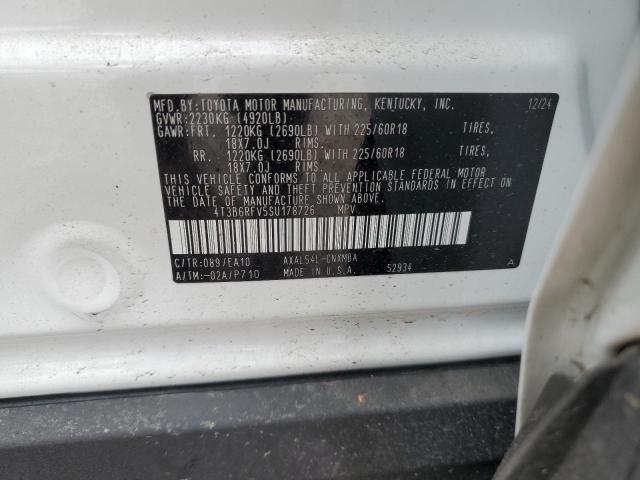 MFD.BY:TOYOTA MOTOR MANUFACTURING, KENTUCKY, INC. 12/24
GVWR:2230KG (4920LB)
GAWR:FRT. 1220KG (2690LB) WITH 225/60R18 TIRES,
18X7.0J RIMS.
RR. 1220KG (2690LB) WITH 225/60R18 TIRES,
18X7.0J RIMS.
THIS VEHICLE CONFORMS TO ALL APPLICABLE FEDERAL MOTOR
VEHICLE SAFETY AND THEFT PREVENTION STANDARDS IN EFFECT
ON THE DATE OF MANUFACTURE SHOWN ABOVE.
4T3B6RFV5SU178726 MPV
C/TR:089/EA10 AXAL54L-CNXMBA
A/TM:-02A/P710 MADE IN U.S.A. 52934 A